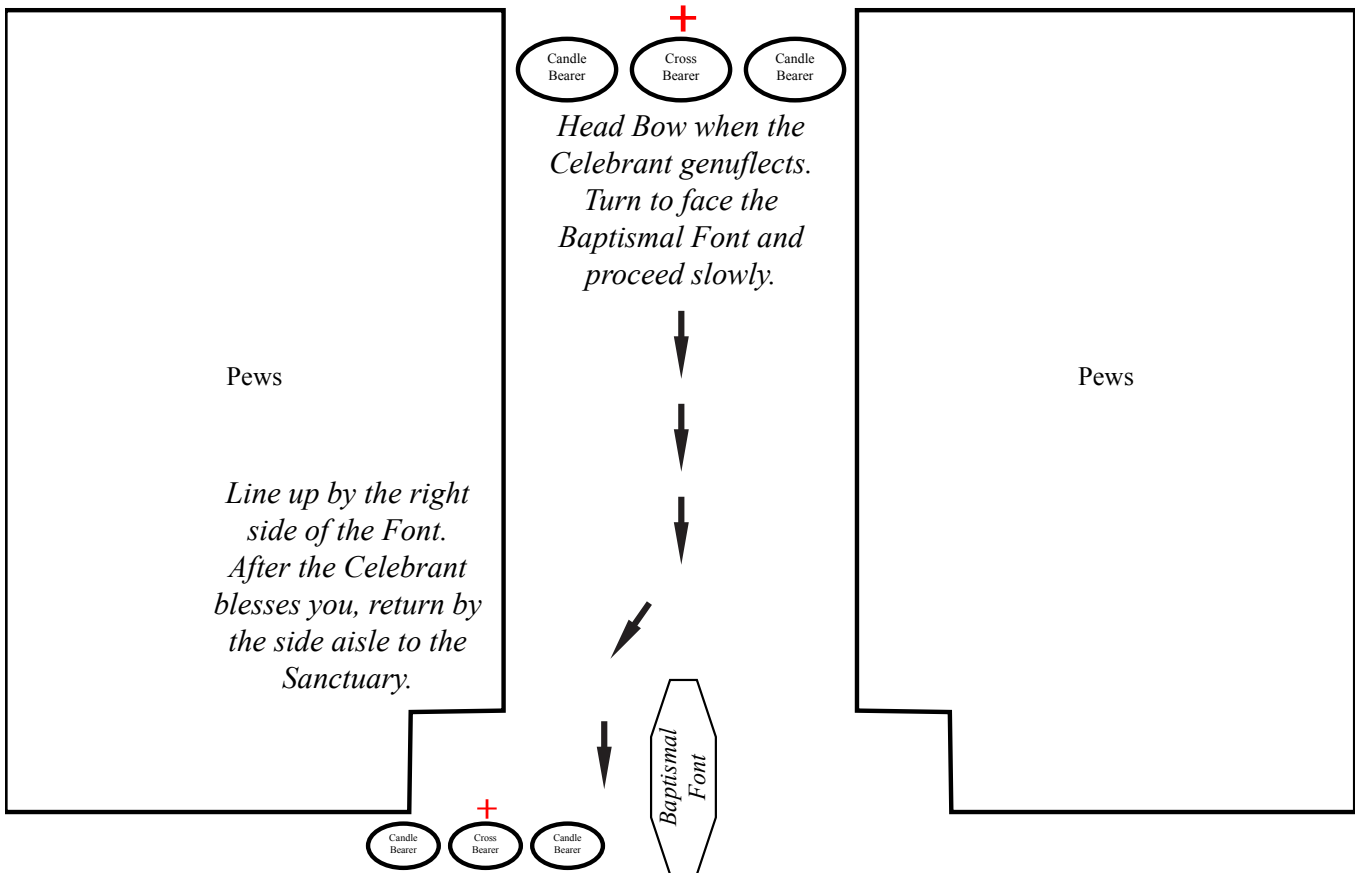 Candle
Bearer
Cross
Bearer
Candle
Bearer
Head Bow when the
Celebrant genuflects.
Turn to face the
Baptismal Font and
proceed slowly.
Pews
Pews
Line up by the right
side of the Font.
After the Celebrant
blesses you, return by
the side aisle to the
Sanctuary.
Baptismal
Font
Candle
Bearer
Cross
Bearer
Candle
Bearer